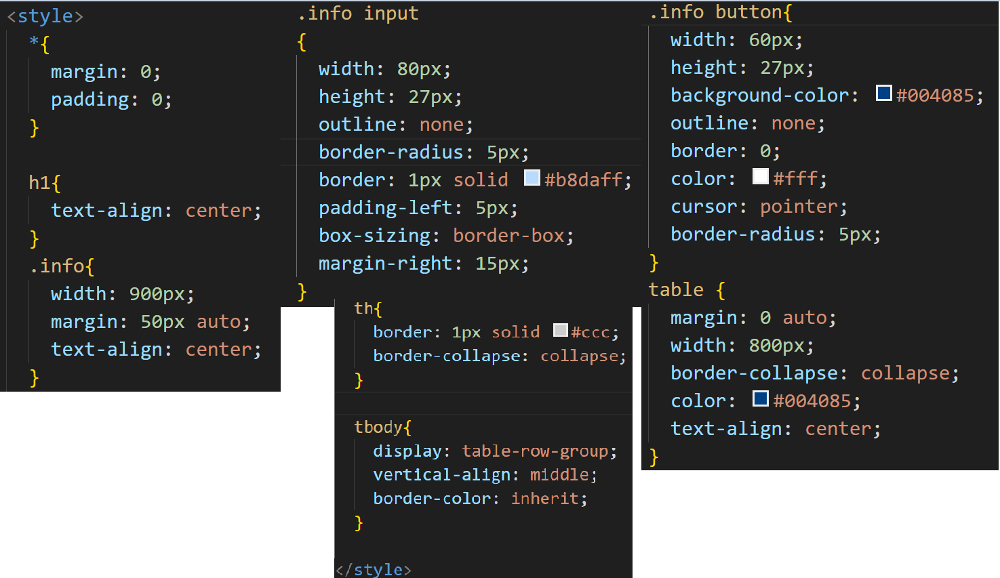 <style>
*{
margin: 0;
padding: 0;
}
h1{
text-align: center;
}
.info{
width: 900px;
margin: 50px auto;
text-align: center;
}
.info input
{
width: 80px;
height: 27px;
outline: none;
border-radius: 5px;
border: 1px solid #b8daff;
padding-left: 5px;
box-sizing: border-box;
margin-right: 15px;
}
.info button{
width: 60px;
height: 27px;
background-color: #004085;
outline: none;
border: 0;
color: #fff;
cursor: pointer;
border-radius: 5px;
}
table {
margin: 0 auto;
width: 800px;
border-collapse: collapse;
color: #004085;
text-align: center;
}
th{
border: 1px solid #ccc;
border-collapse: collapse;
}
tbody{
display: table-row-group;
vertical-align: middle;
border-color: inherit;
}
</style>